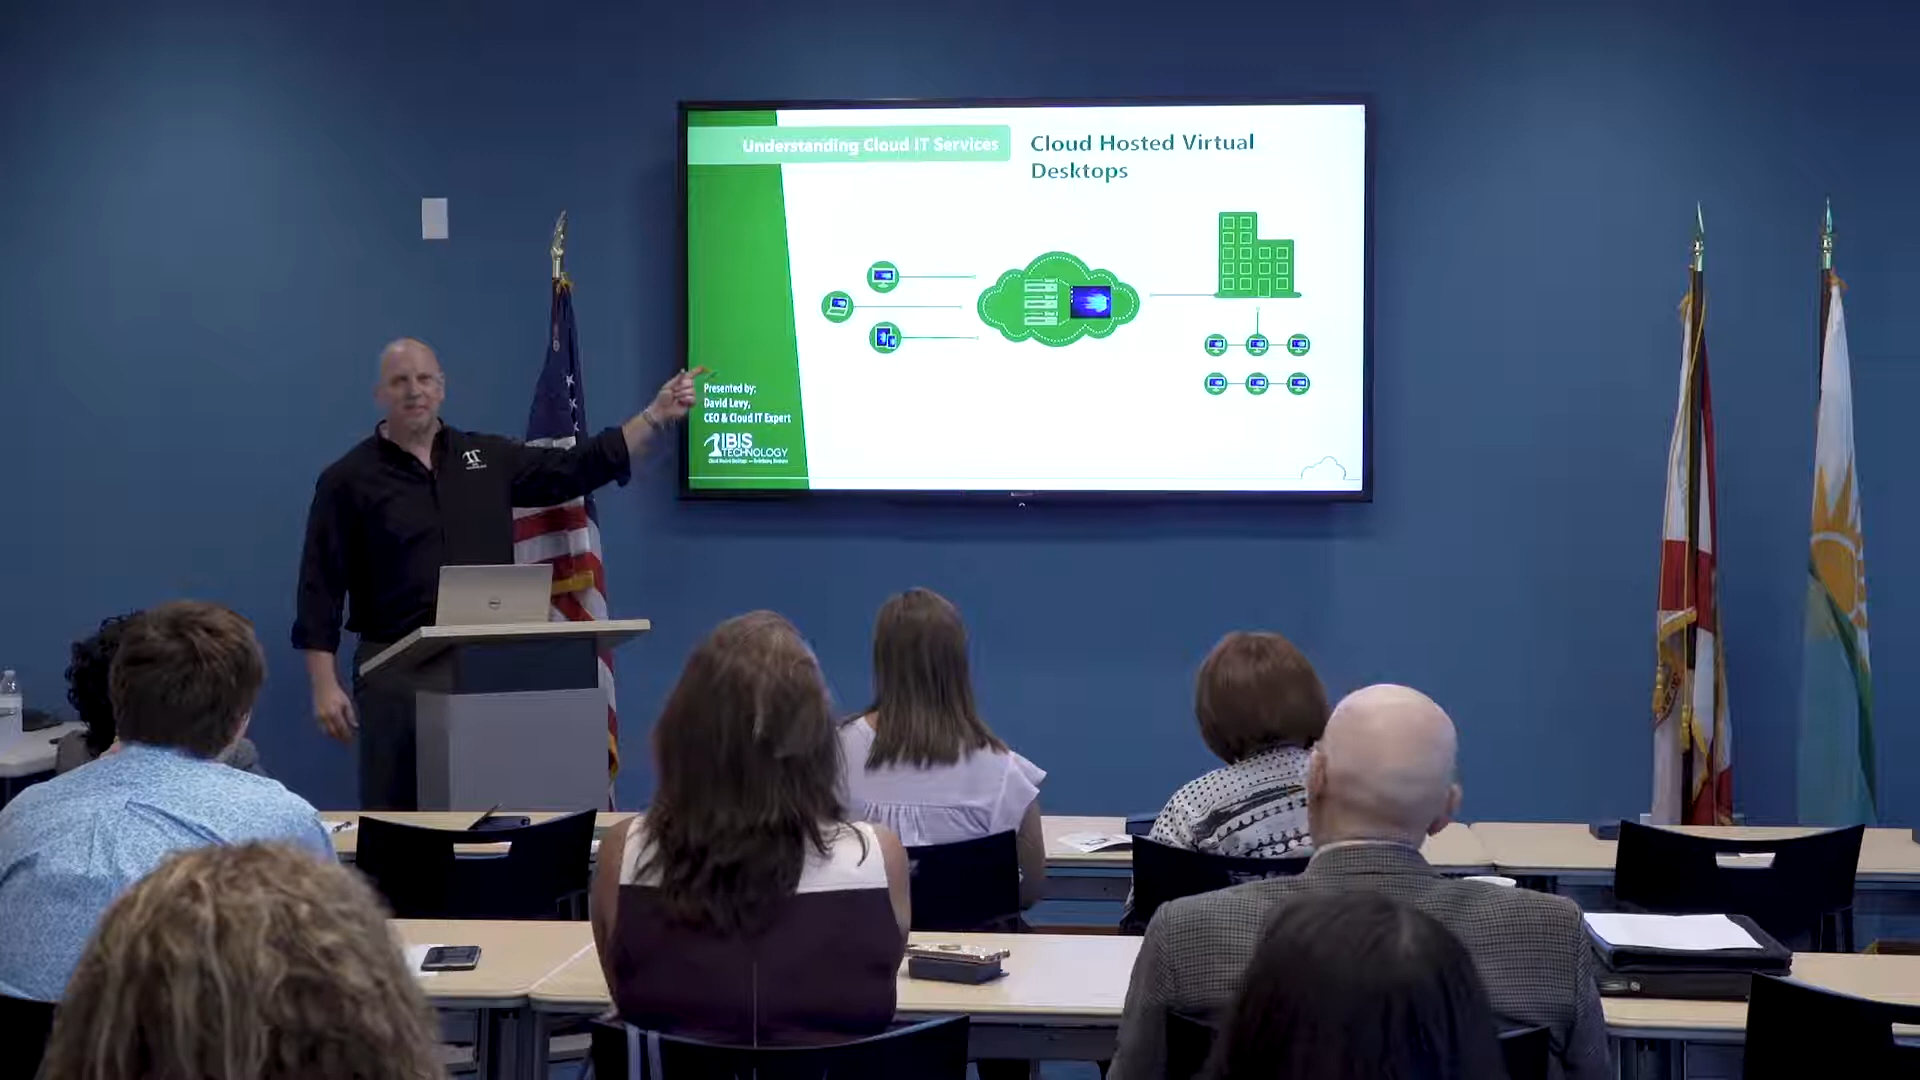 Understanding Cloud IT Services
Cloud Hosted Virtual
Desktops
Presented by:
David Levy,
CEO & Cloud IT Expert
IBIS
TECHNOLOGY